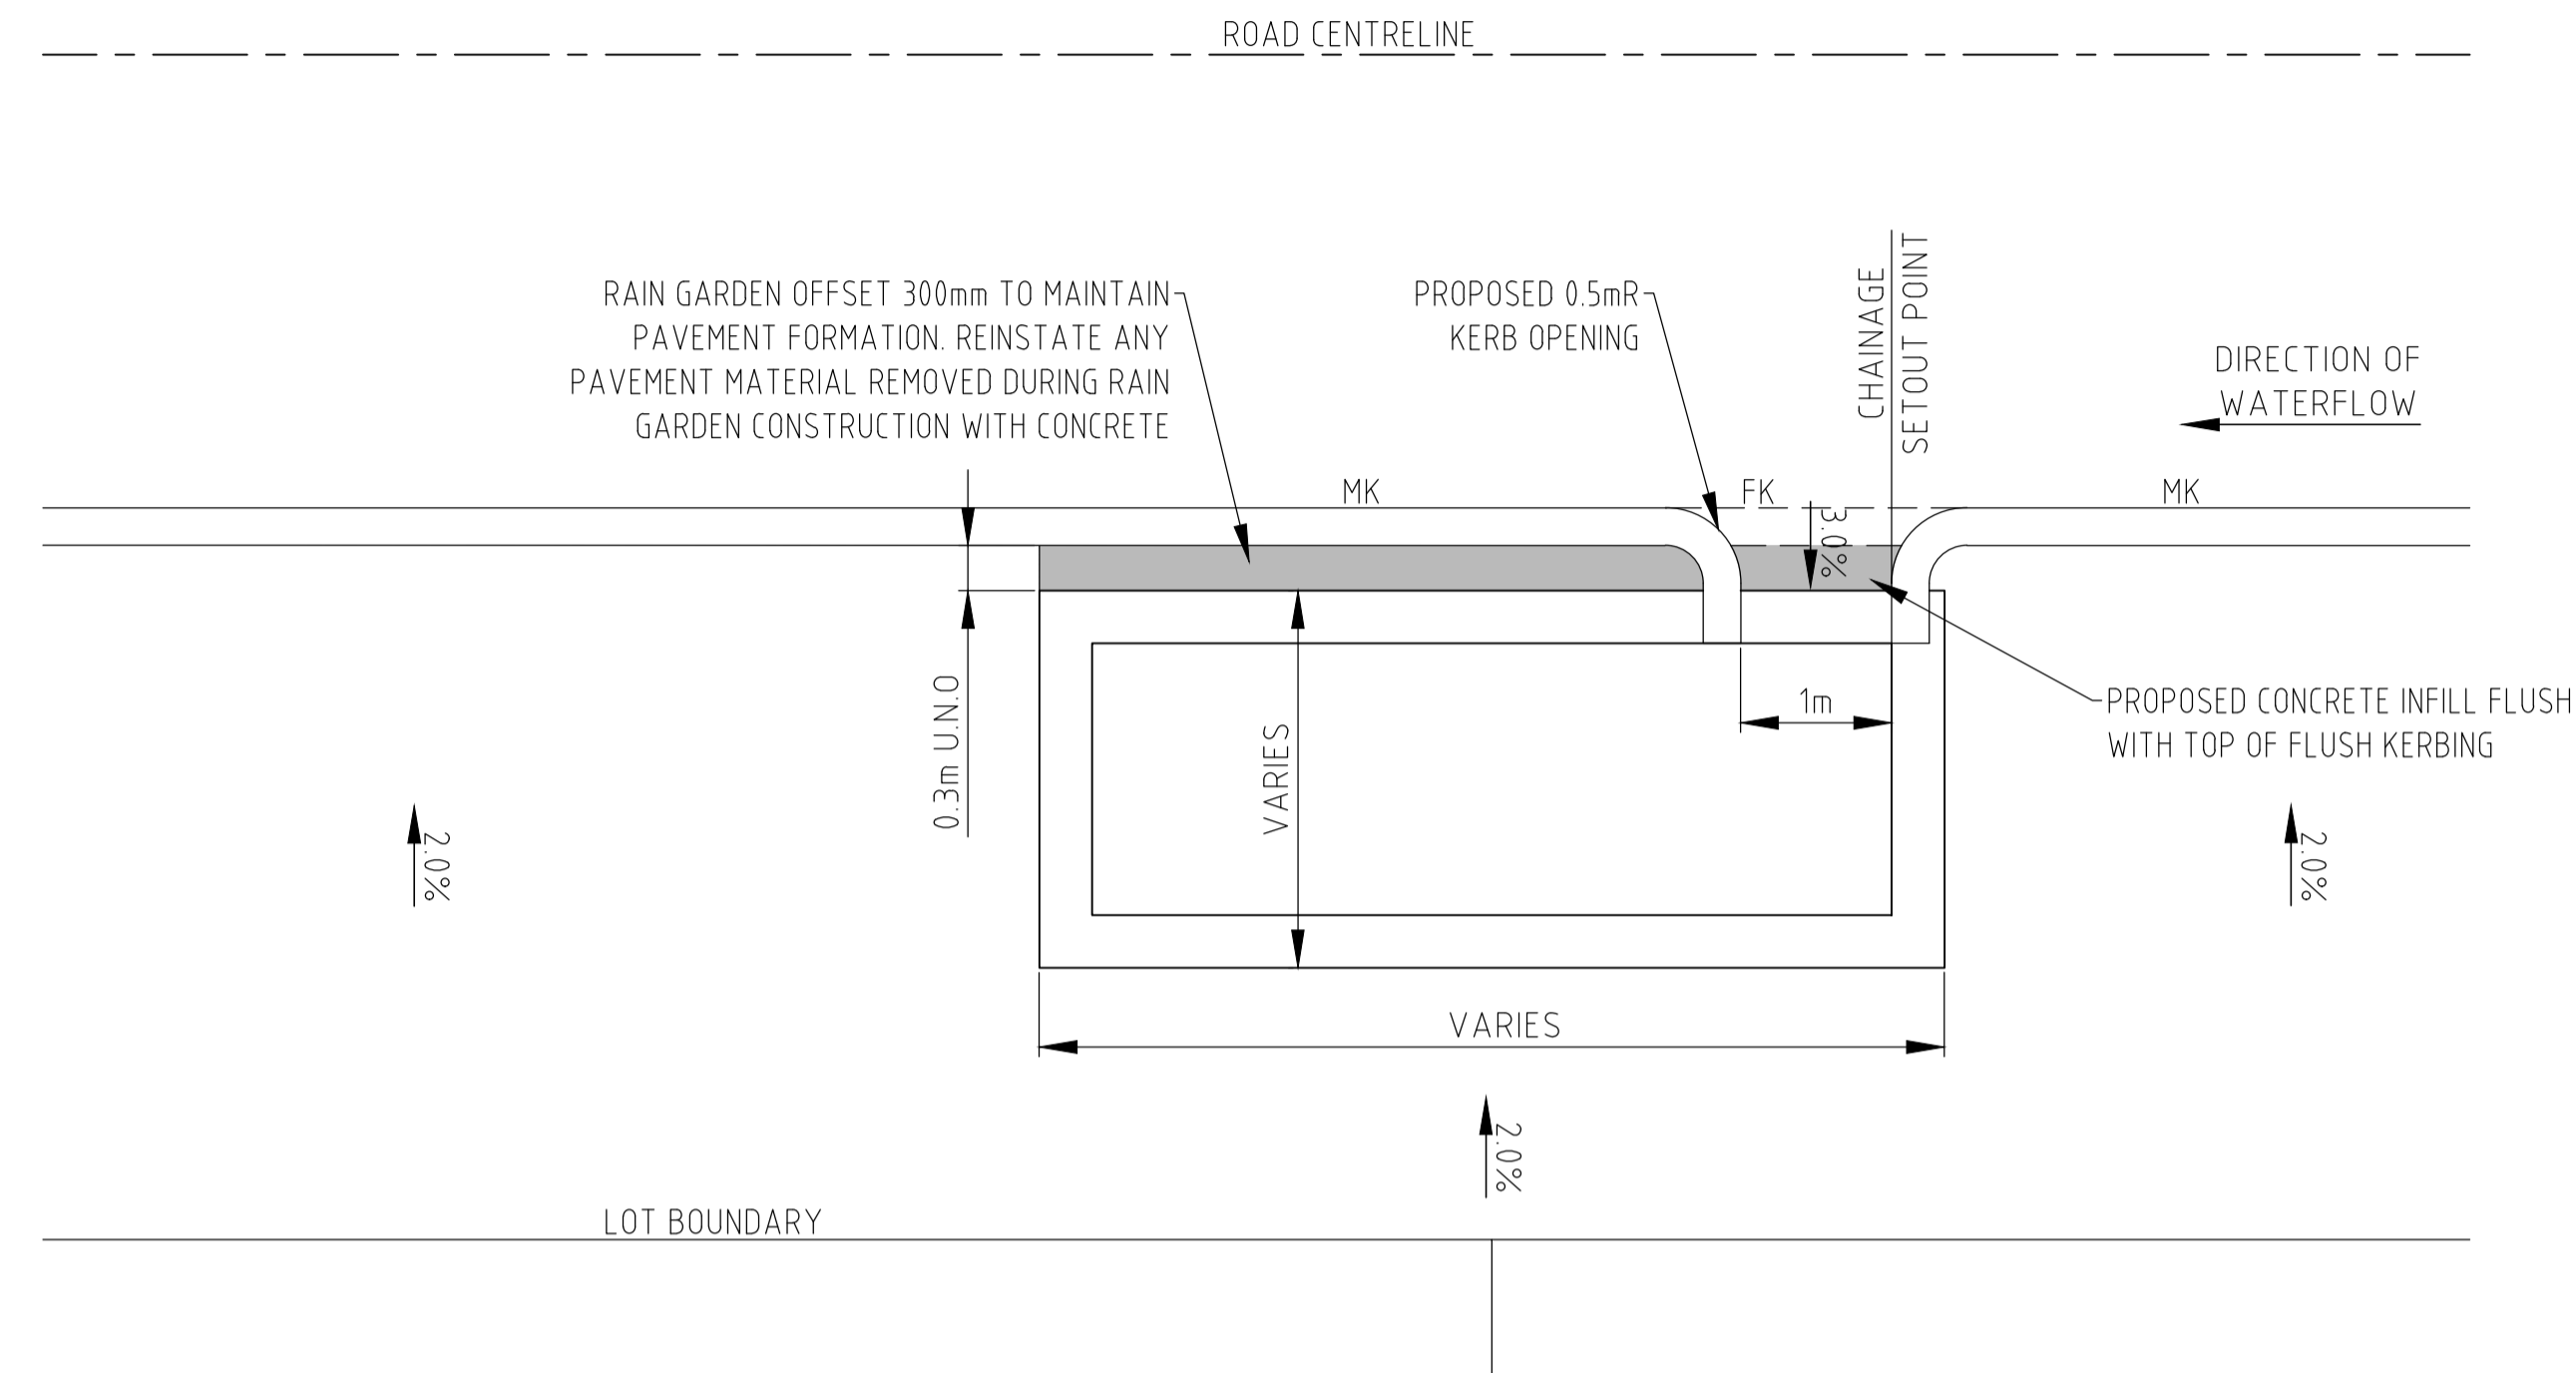 ROAD CENTRELINE
RAIN GARDEN OFFSET 300mm TO MAINTAIN
PAVEMENT FORMATION. REINSTATE ANY
PAVEMENT MATERIAL REMOVED DURING RAIN
GARDEN CONSTRUCTION WITH CONCRETE
PROPOSED 0.5mR
KERB OPENING
CHAINAGE
SETOUT POINT
DIRECTION OF
WATERFLOW
MK
FK
MK
3.0%
0.3m U.N.O
VARIES
1m
PROPOSED CONCRETE INFILL FLUSH
WITH TOP OF FLUSH KERBING
2.0%
2.0%
VARIES
2.0%
LOT BOUNDARY